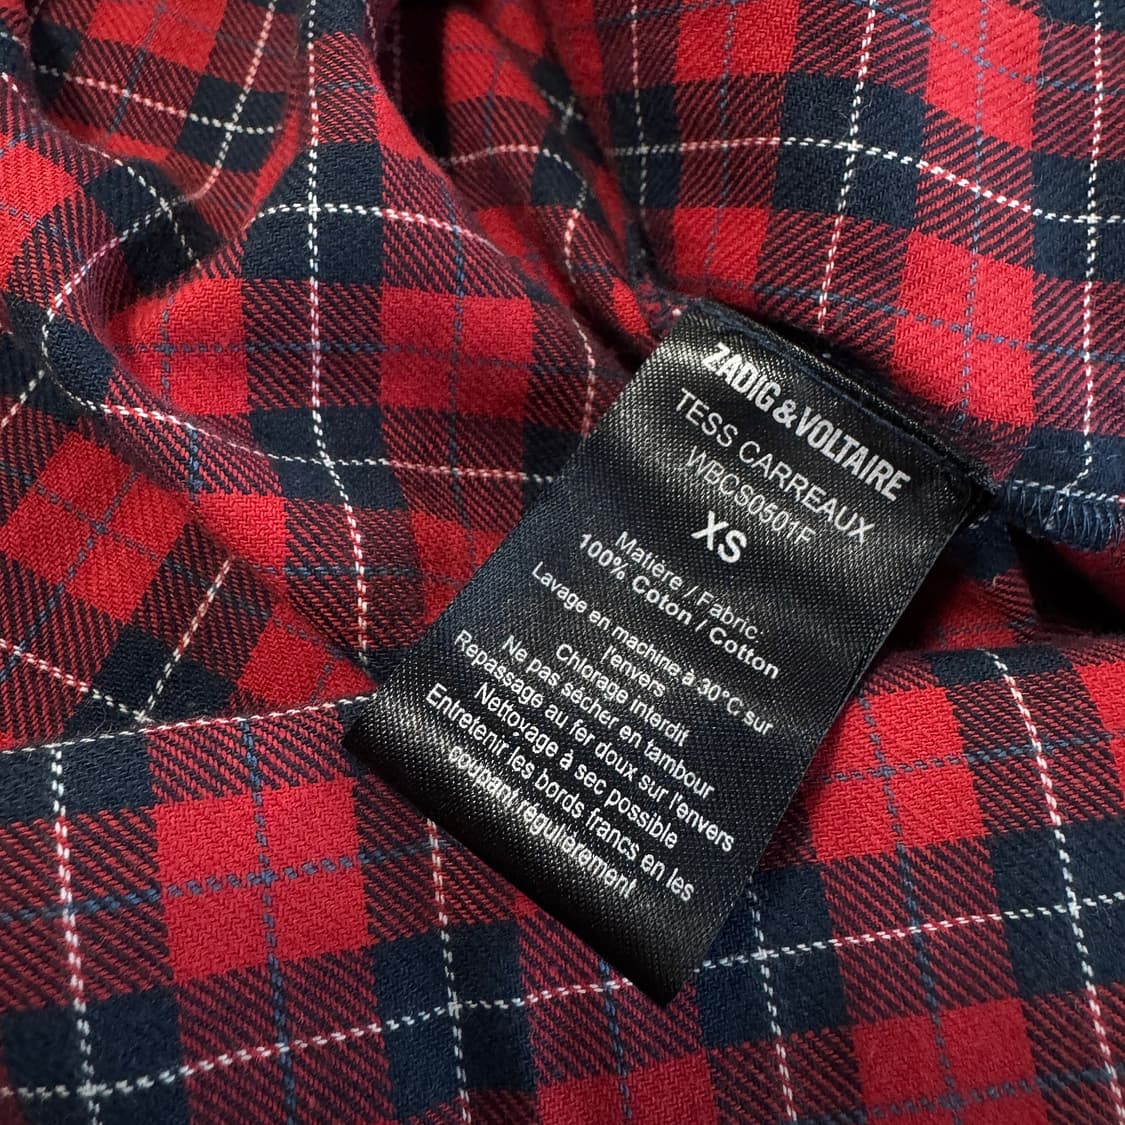 ZADIG & VOLTAIRE
TESS CARREAUX
WBCS0501F
XS
Matière / Fabric:
100% Coton / Cotton
Lavage en machine à 30°C sur
l'envers
Chlorage interdit
Ne pas sécher en tambour
Repassage au fer doux sur l'envers
Nettoyage à sec possible
Entretenir les bords francs en les
coupant régulièrement